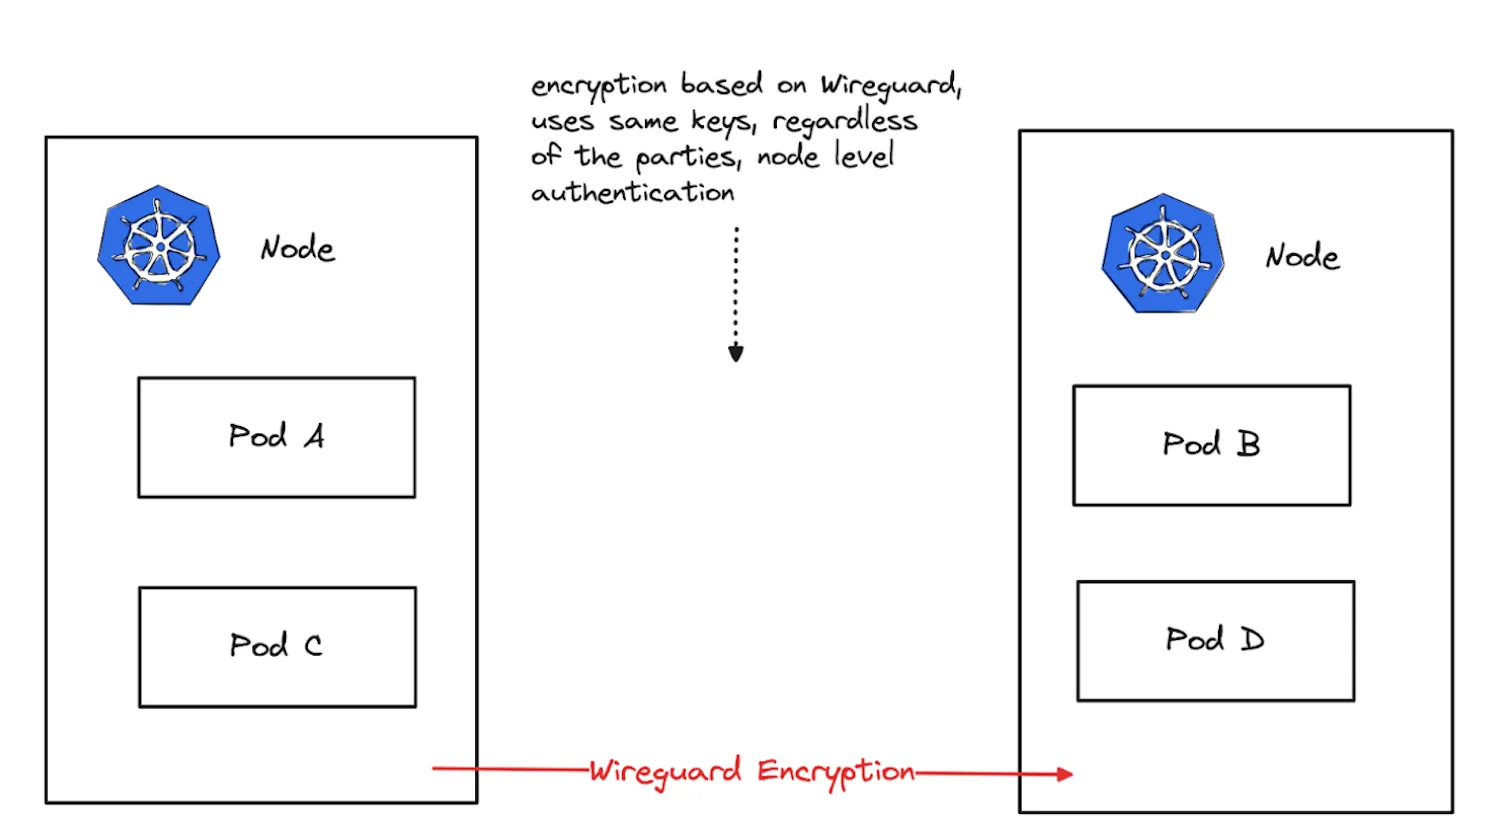 encryption based on Wireguard,
uses same keys, regardless
of the parties, node level
authentication
Node
Node
Pod A
Pod B
Pod C
Pod D
Wireguard Encryption